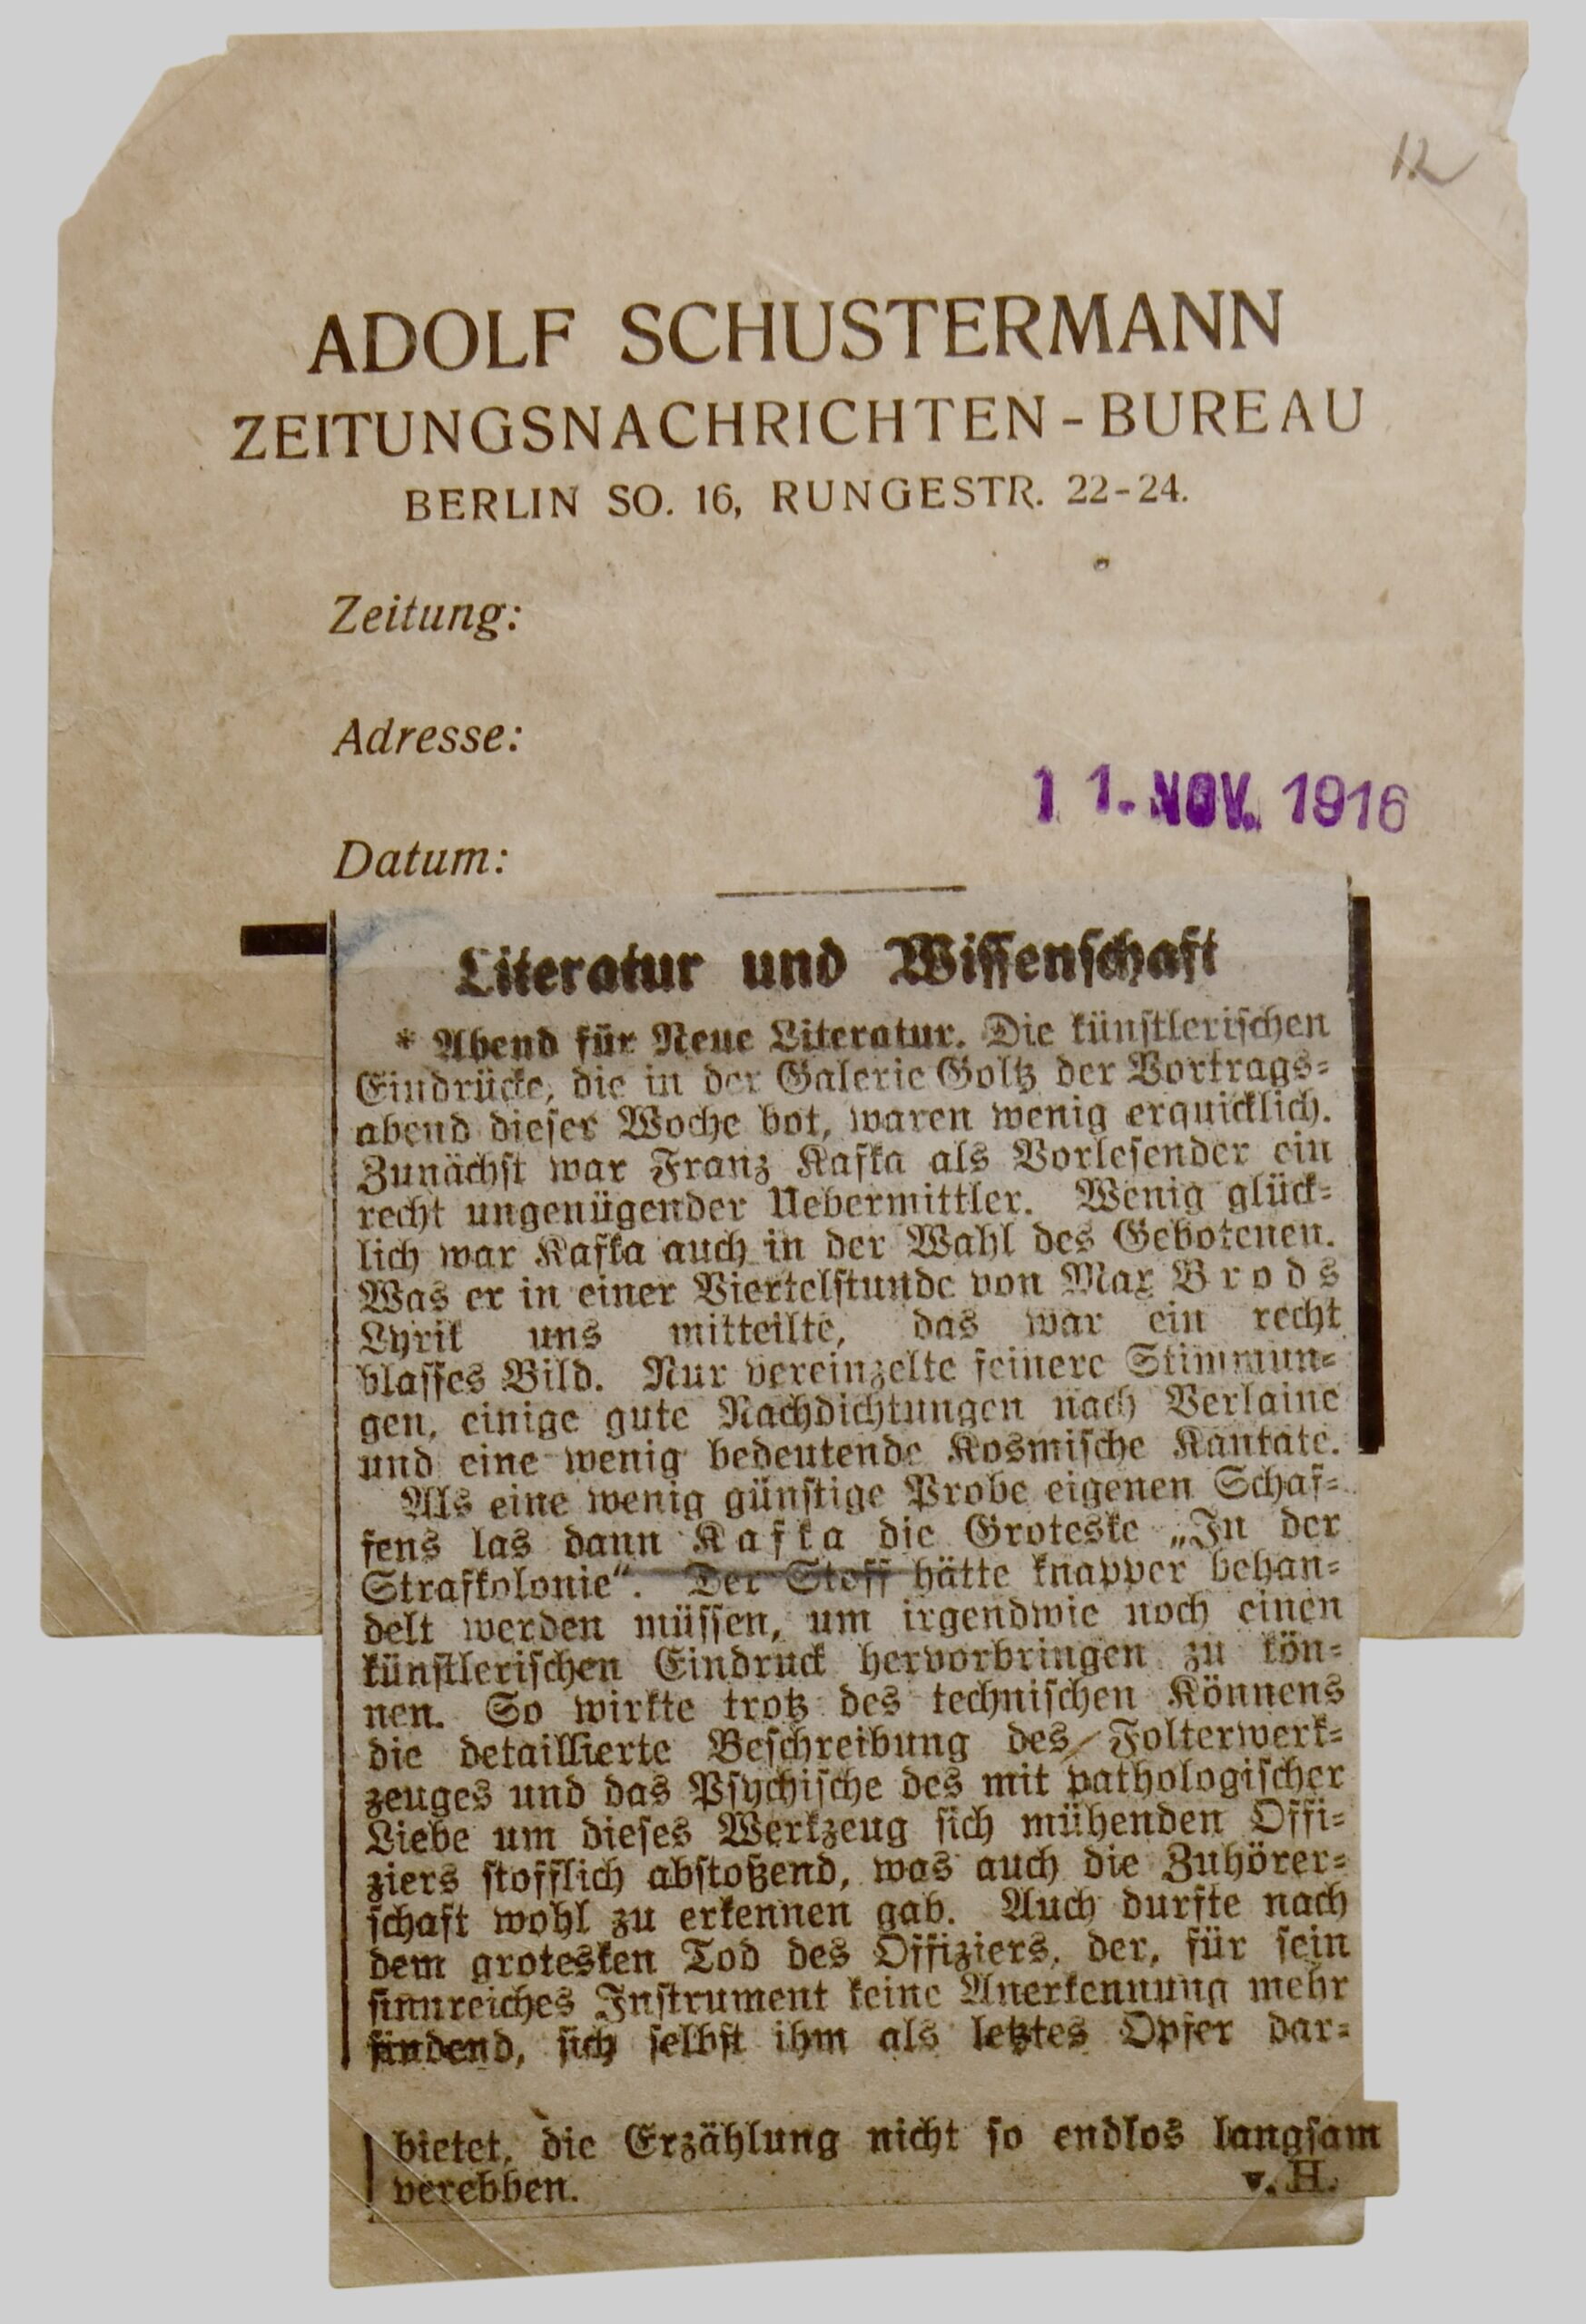 12
ADOLF SCHUSTERMANN
ZEITUNGSNACHRICHTEN-BUREAU
BERLIN SO. 16, RUNGESTR. 22-24.
Zeitung:
Adresse:
11. NOV. 1916
Datum:
Literatur und Wissenschaft
* Abend für Neue Literatur. Die künstlerischen
Eindrücke, die in der Galerie Goltz der Vortrags-
abend dieser Woche bot, waren wenig erquicklich.
Zunächst war Franz Kafka als Vorlesender ein
recht ungenügender Uebermittler. Wenig glück-
lich war Kafka auch in der Wahl des Gebotenen.
Was er in einer Viertelstunde von Max Brods
Lyrik uns mitteilte, das war ein recht
blasses Bild. Nur vereinzelte feinere Stimmun-
gen, einige gute Nachdichtungen nach Verlaine
und eine wenig bedeutende Kosmische Kantate.
Als eine wenig günstige Probe eigenen Schaf-
fens las dann Kafka die Groteske „In der
Strafkolonie“. Der Stoff hätte knapper behan-
delt werden müssen, um irgendwie noch einen
künstlerischen Eindruck hervorbringen zu kön-
nen. So wirkte trotz des technischen Könnens
die detaillierte Beschreibung des Folterwerk-
zeuges und das Psychische des mit pathologischer
Liebe um dieses Werkzeug sich mühenden Offi-
ziers stofflich abstoßend, was auch die Zuhörer-
schaft wohl zu erkennen gab. Auch durfte nach
dem grotesken Tod des Offiziers, der, für sein
sinnreiches Instrument keine Anerkennung mehr
findend, sich selbst ihm als letztes Opfer dar-
bietet, die Erzählung nicht so endlos langsam
verebben. v. H.